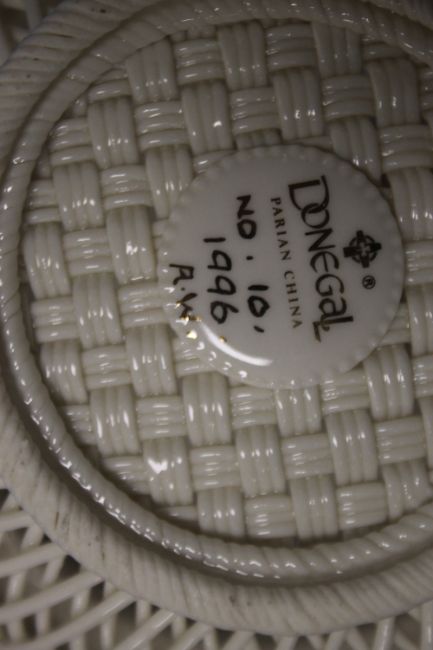 DONEGAL
®
PARIAN CHINA
NO. 10,
1996
A.W.